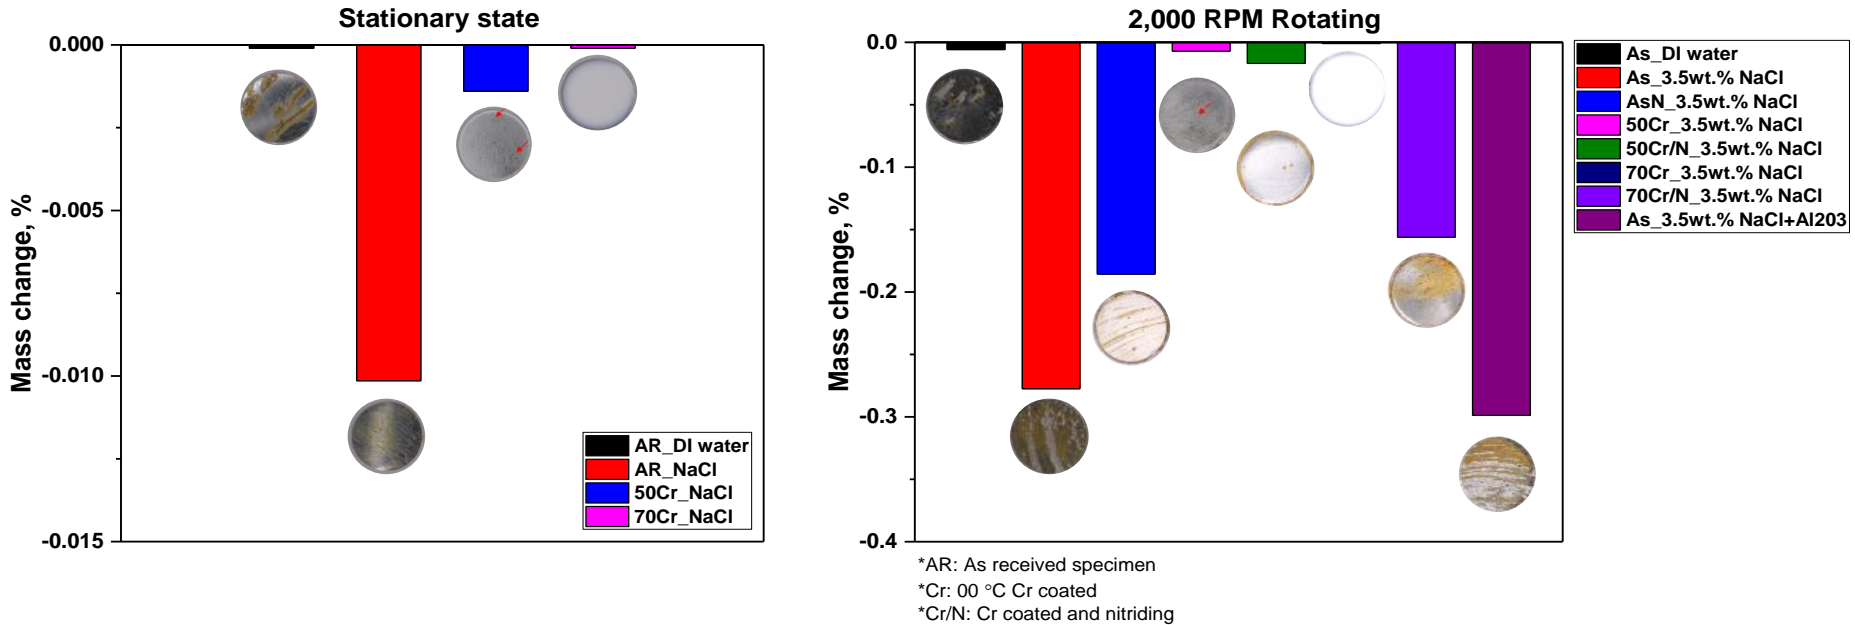 Stationary state
0.000
-0.005
-0.010
-0.015
Mass change, %
AR_DI water
AR_NaCl
50Cr_NaCl
70Cr_NaCl
2,000 RPM Rotating
0.0
-0.1
-0.2
-0.3
-0.4
Mass change, %
As_DI water
As_3.5wt.% NaCl
AsN_3.5wt.% NaCl
50Cr_3.5wt.% NaCl
50Cr/N_3.5wt.% NaCl
70Cr_3.5wt.% NaCl
70Cr/N_3.5wt.% NaCl
As_3.5wt.% NaCl+Al203
*AR: As received specimen
*Cr: 00 °C Cr coated
*Cr/N: Cr coated and nitriding